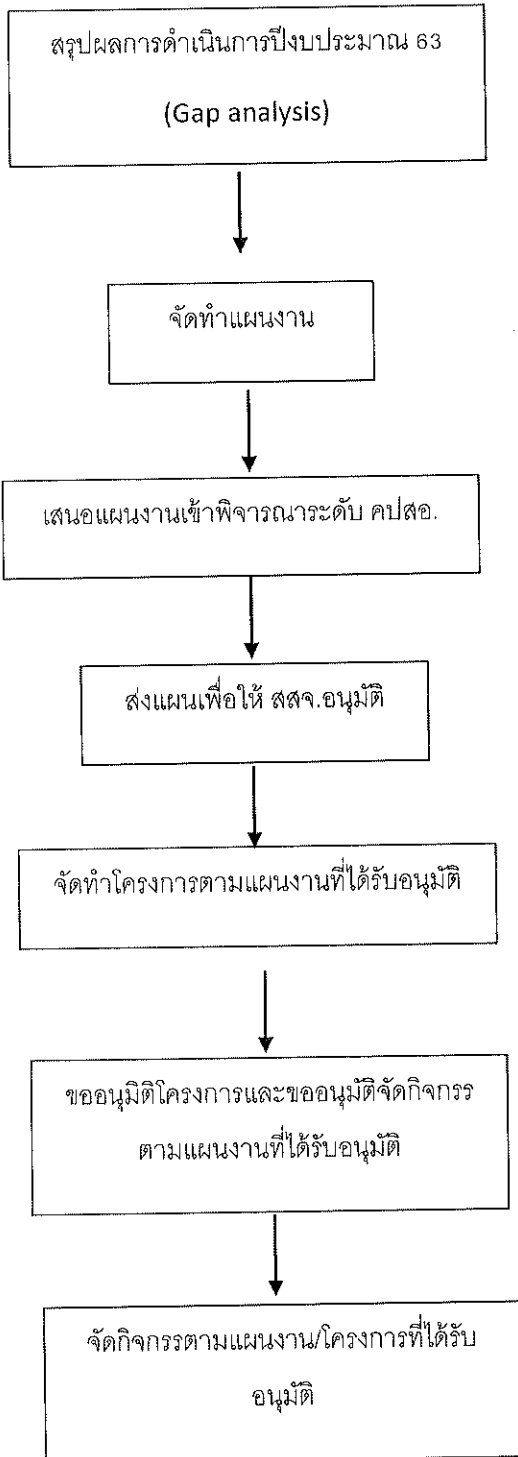 สรุปผลการดำเนินการปีงบประมาณ 63
(Gap analysis)
จัดทำแผนงาน
เสนอแผนงานเข้าพิจารณาระดับ คปสอ.
ส่งแผนเพื่อให้ สสจ.อนุมัติ
จัดทำโครงการตามแผนงานที่ได้รับอนุมัติ
ขออนุมิติโครงการและขออนุมัติจัดกิจกรร
ตามแผนงานที่ได้รับอนุมัติ
จัดกิจกรรตามแผนงาน/โครงการที่ได้รับ
อนุมัติ